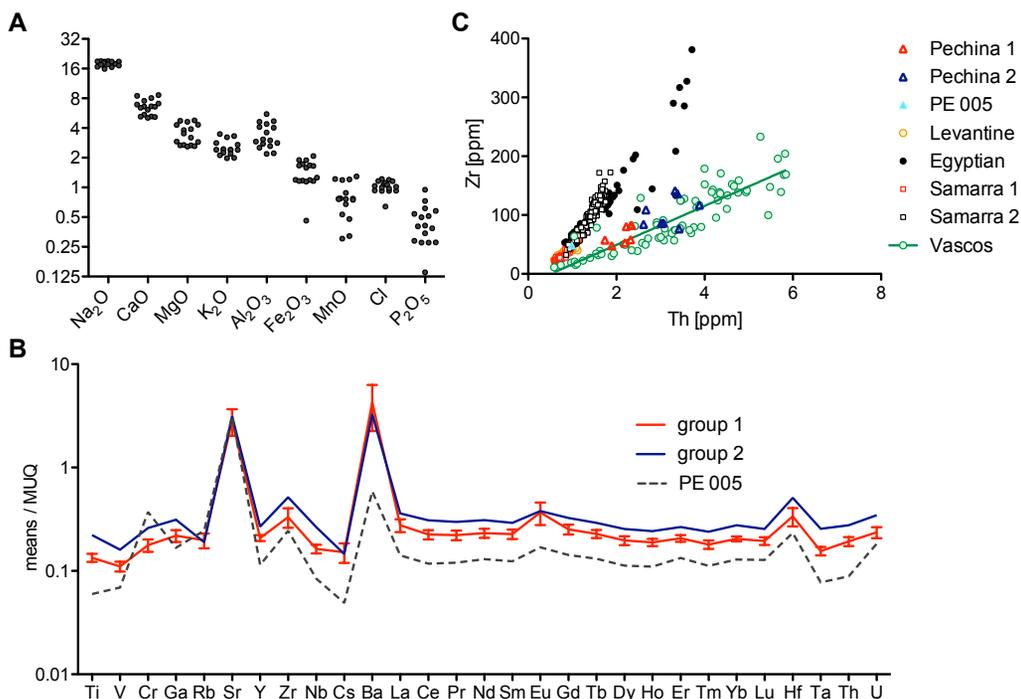 A
32
16
8
4
2
1
0.5
0.25
0.125
Na₂O
CaO
MgO
K₂O
Al₂O₃
Fe₂O₃
MnO
Cl
P₂O₅
C
Zr [ppm]
400
300
200
100
0
0
2
4
6
8
Th [ppm]
Pechina 1
Pechina 2
PE 005
Levantine
Egyptian
Samarra 1
Samarra 2
Vascos
B
means / MUQ
10
1
0.1
0.01
group 1
group 2
PE 005
Ti V Cr Ga Rb Sr Y Zr Nb Cs Ba La Ce Pr Nd Sm Eu Gd Tb Dy Ho Er Tm Yb Lu Hf Ta Th U